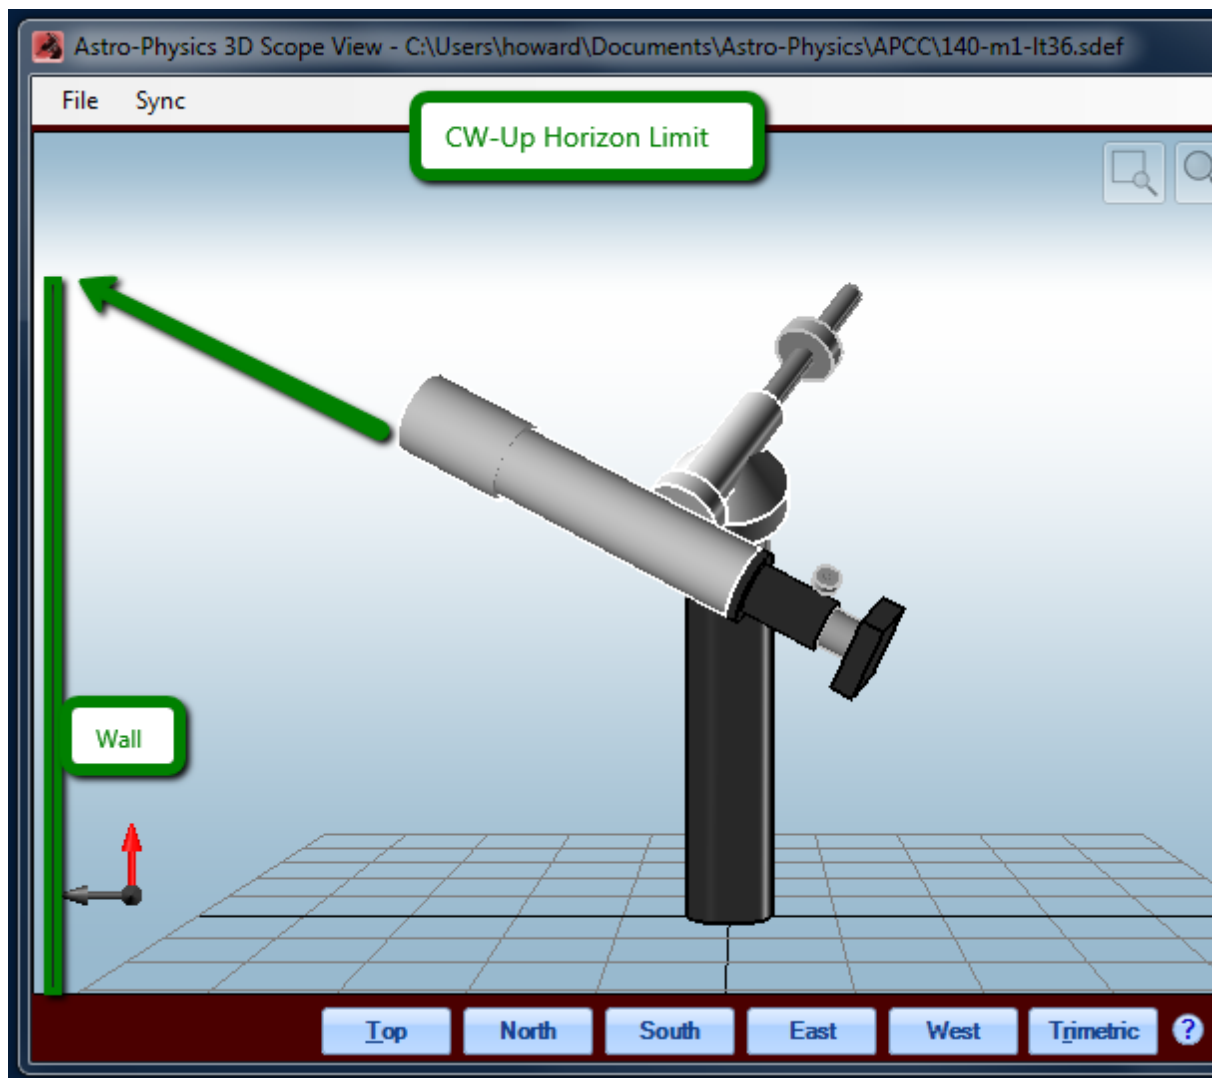 Astro-Physics 3D Scope View - C:\Users\howard\Documents\Astro-Physics\APCC\140-m1-lt36.sdef
File Sync
CW-Up Horizon Limit
Wall
Top North South East West Trimetric ?